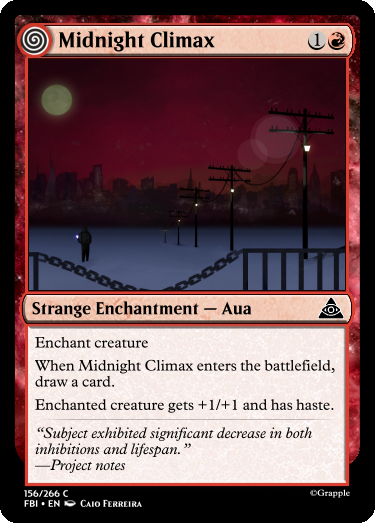 Midnight Climax 1
Strange Enchantment — Aua
Enchant creature
When Midnight Climax enters the battlefield,
draw a card.
Enchanted creature gets +1/+1 and has haste.
“Subject exhibited significant decrease in both
inhibitions and lifespan.”
—Project notes
156/266 C
FBI • EN Caio Ferreira
©Grapple